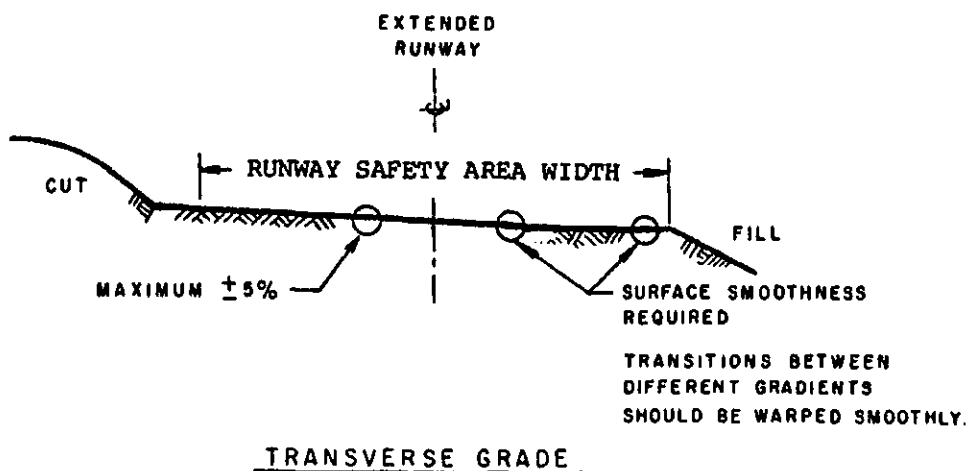 EXTENDED
RUNWAY
RUNWAY SAFETY AREA WIDTH
CUT
FILL
MAXIMUM ±5%
SURFACE SMOOTHNESS
REQUIRED
TRANSITIONS BETWEEN
DIFFERENT GRADIENTS
SHOULD BE WARPED SMOOTHLY.
TRANSVERSE GRADE